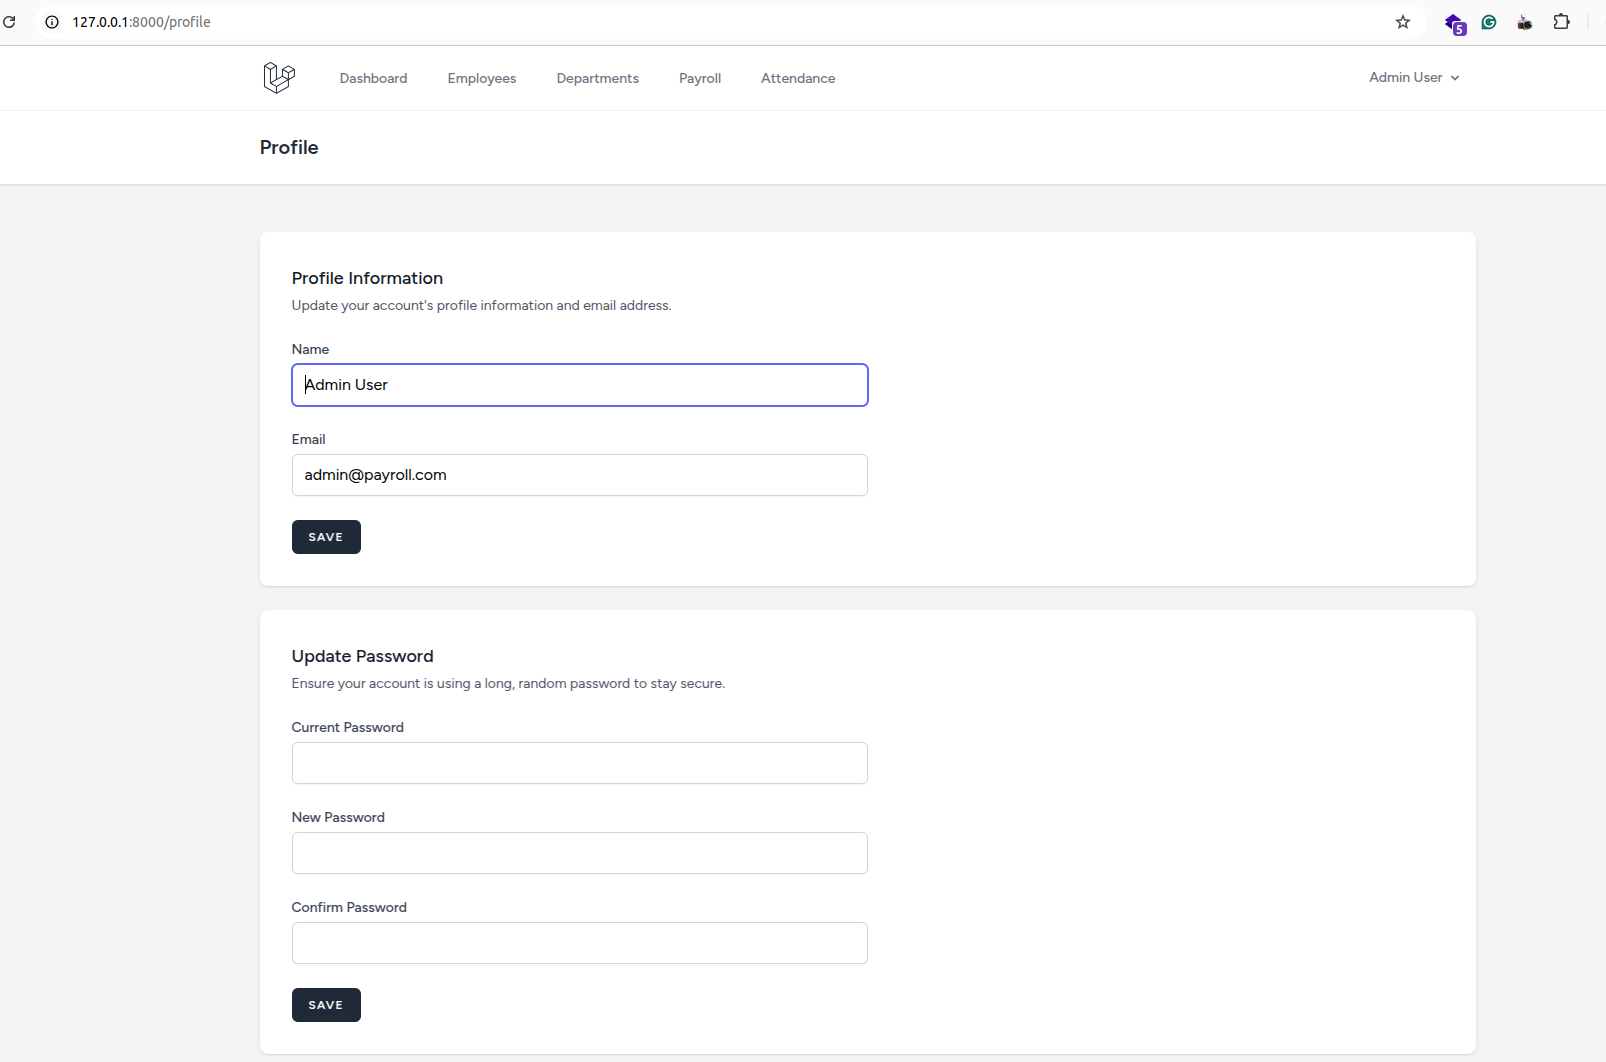 127.0.0.1:8000/profile
5
Dashboard Employees Departments Payroll Attendance Admin User
Profile
Profile Information
Update your account's profile information and email address.
Name
Admin User
Email
admin@payroll.com
SAVE
Update Password
Ensure your account is using a long, random password to stay secure.
Current Password
New Password
Confirm Password
SAVE